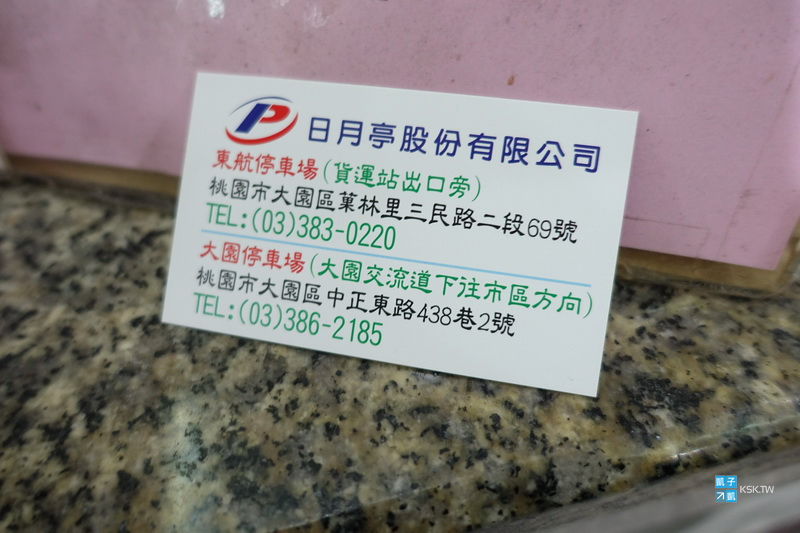 P
日月亭股份有限公司
東航停車場(貨運站出口旁)
桃園市大園區菓林里三民路二段69號
TEL:(03)383-0220
大園停車場(大園交流道下往市區方向)
桃園市大園區中正東路438巷2號
TEL:(03)386-2185
凱子
凱
KSK.TW